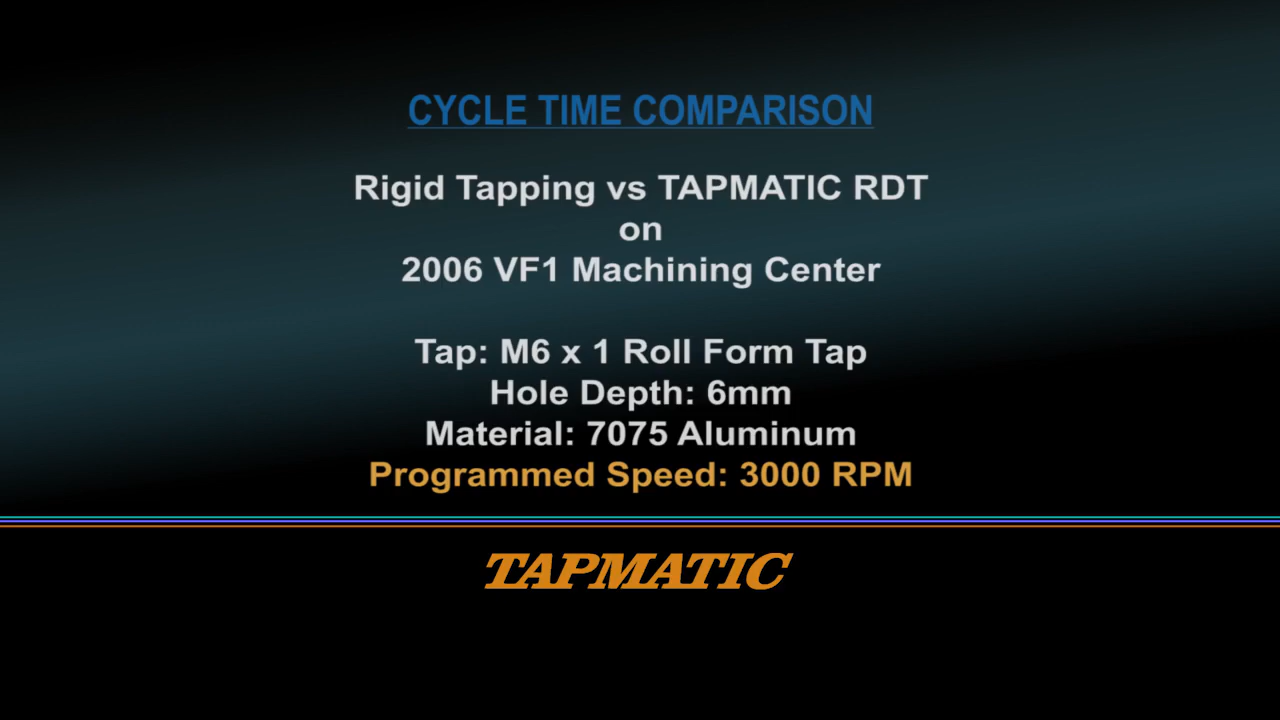 CYCLE TIME COMPARISON
Rigid Tapping vs TAPMATIC RDT
on
2006 VF1 Machining Center
Tap: M6 x 1 Roll Form Tap
Hole Depth: 6mm
Material: 7075 Aluminum
Programmed Speed: 3000 RPM
TAPMATIC